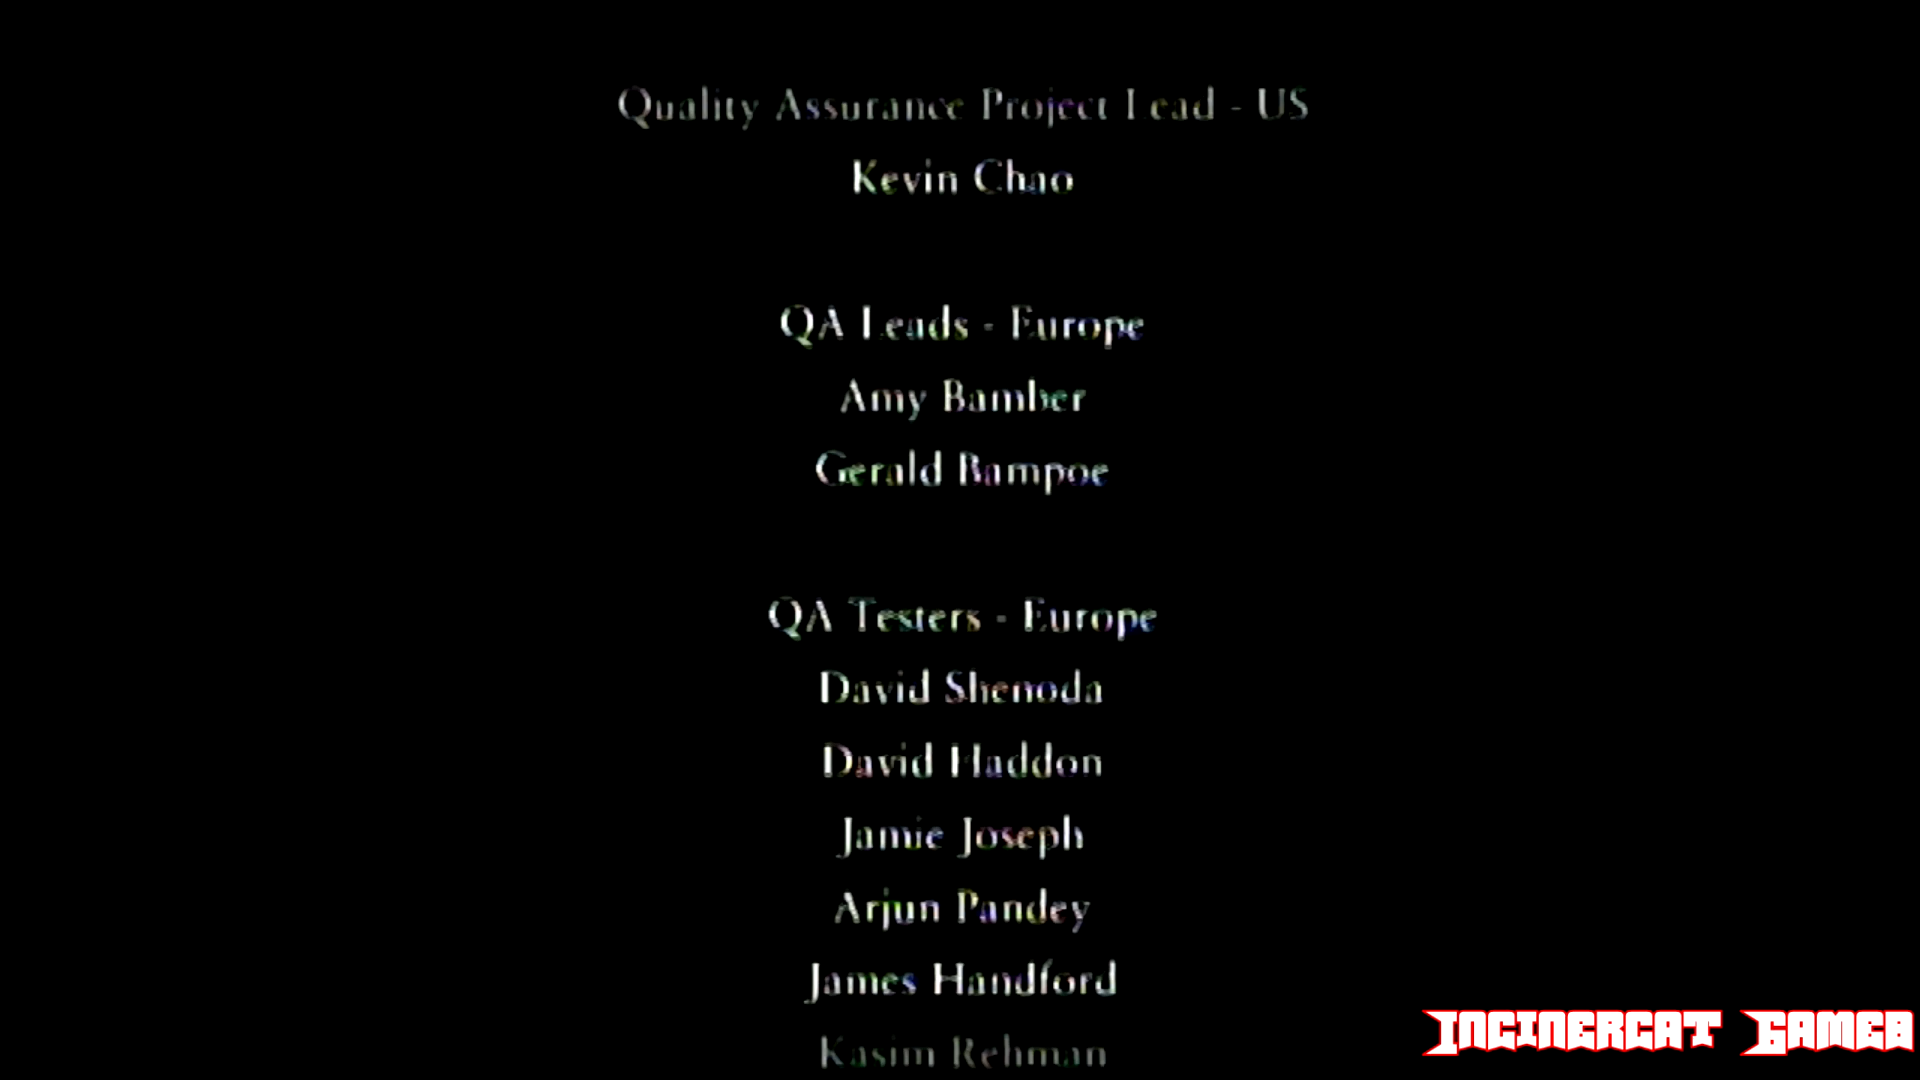 Quality Assurance Project Lead - US
Kevin Chao
QA Leads - Europe
Amy Bamber
Gerald Rampoe
QA Testers - Europe
David Shenoda
David Haddon
Jamie Joseph
Arjun Pandey
James Handford
Kasim Rehman
Incinercat Games